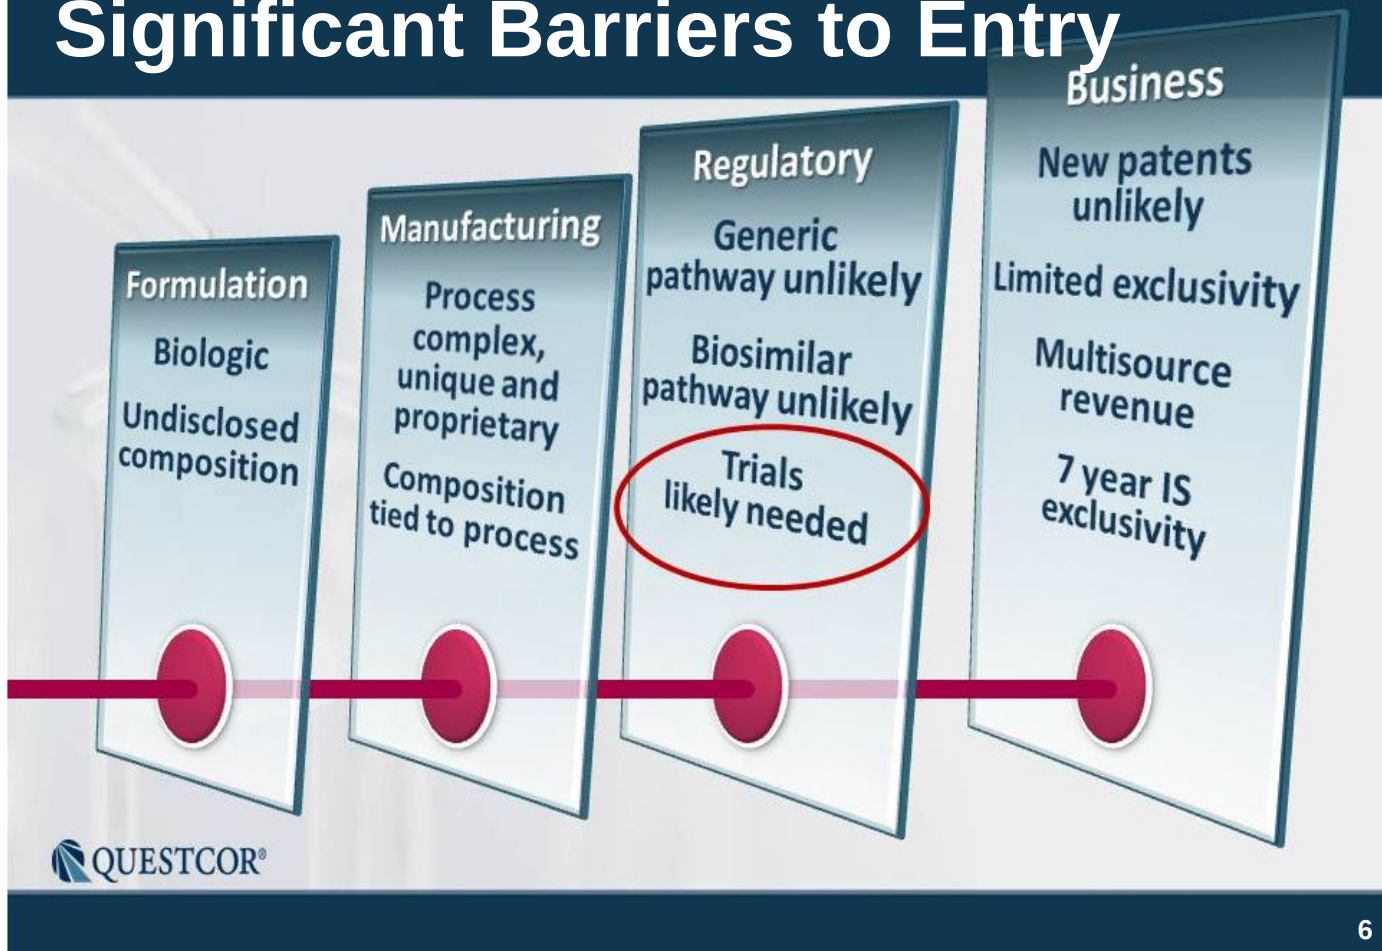 Significant Barriers to Entry
Formulation
Biologic
Undisclosed
composition
Manufacturing
Process
complex,
unique and
proprietary
Composition
tied to process
Regulatory
Generic
pathway unlikely
Biosimilar
pathway unlikely
Trials
likely needed
Business
New patents
unlikely
Limited exclusivity
Multisource
revenue
7 year IS
exclusivity
QUESTCOR®
6